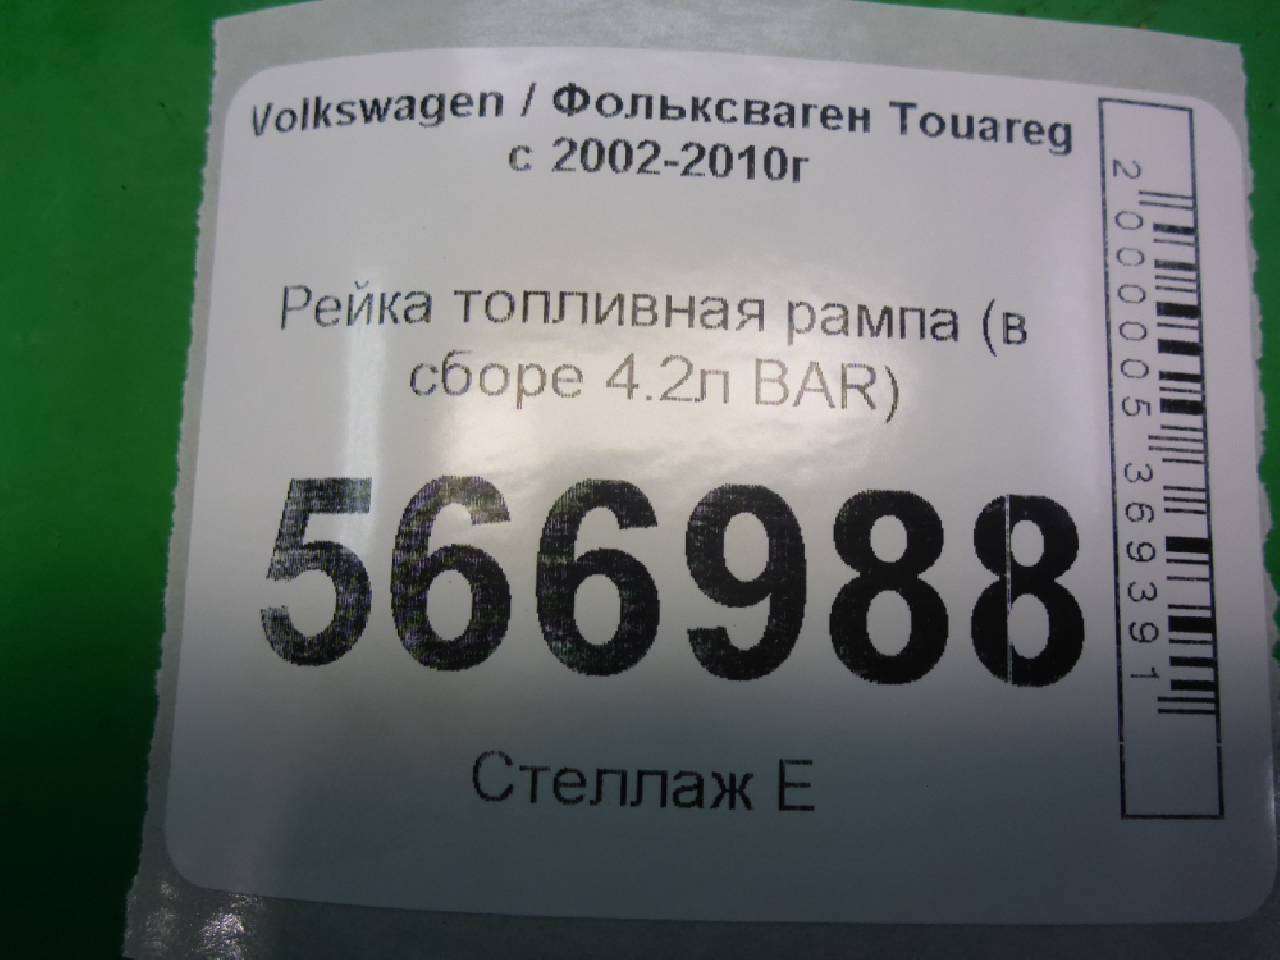 Volkswagen / Фольксваген Touareg
с 2002-2010г
Рейка топливная рампа (в
сборе 4.2л BAR)
566988
Стеллаж Е
2000005369391